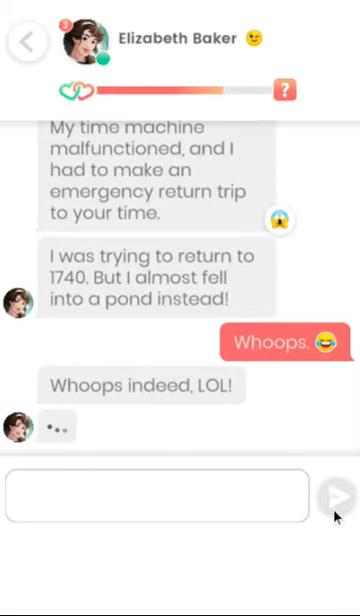 3
Elizabeth Baker 😉
?
My time machine
malfunctioned, and I
had to make an
emergency return trip
to your time.
😱
I was trying to return to
1740. But I almost fell
into a pond instead!
Whoops. 😂
Whoops indeed, LOL!